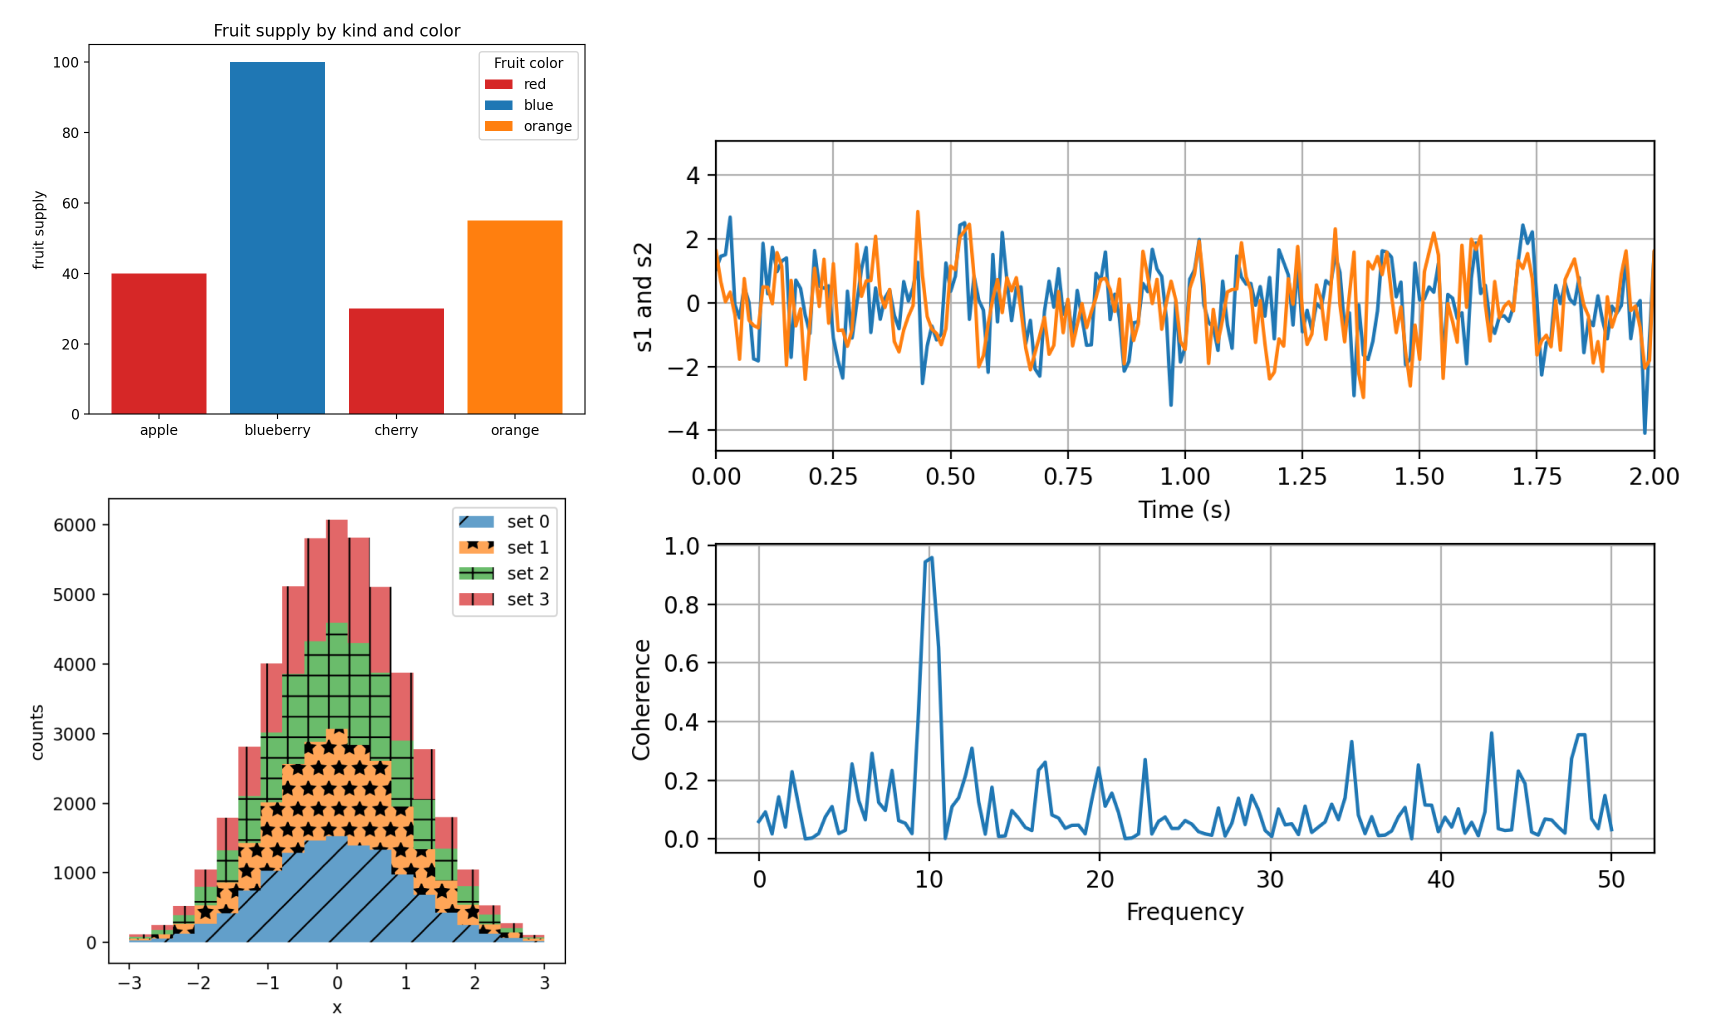 Fruit supply by kind and color
fruit supply
100
80
60
40
20
0
Fruit color
red
blue
orange
apple blueberry cherry orange
s1 and s2
4
2
0
−2
−4
0.00 0.25 0.50 0.75 1.00 1.25 1.50 1.75 2.00
Time (s)
counts
6000
5000
4000
3000
2000
1000
0
set 0
set 1
set 2
set 3
−3 −2 −1 0 1 2 3
x
Coherence
1.0
0.8
0.6
0.4
0.2
0.0
0 10 20 30 40 50
Frequency